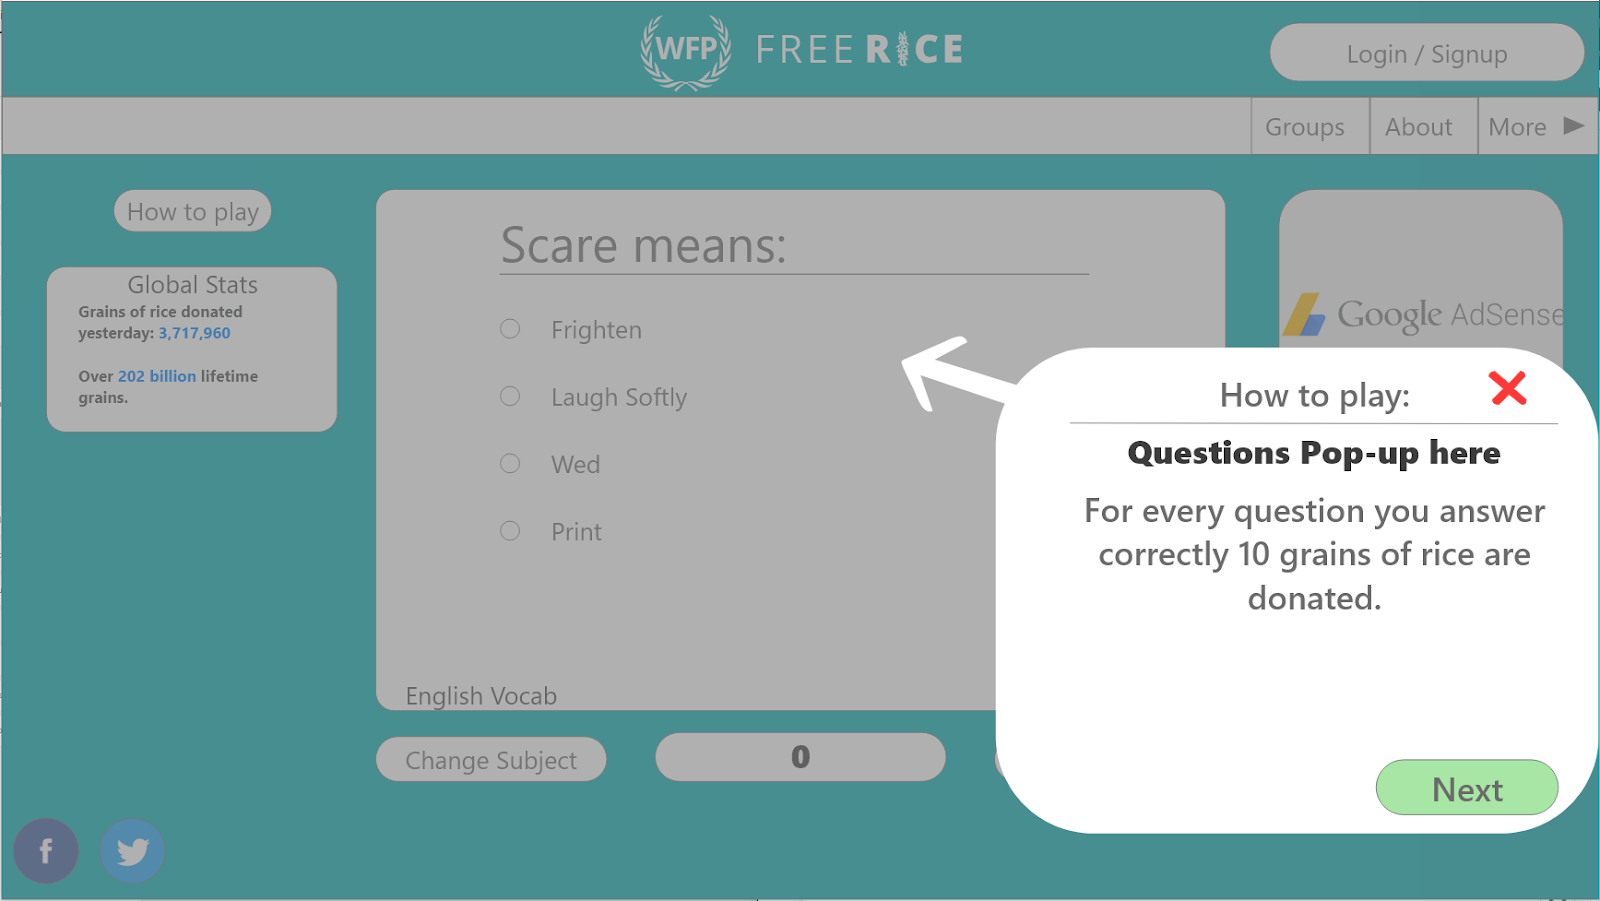 WFP FREE RICE
Login / Signup
Groups
About
More
How to play
Global Stats
Grains of rice donated
yesterday: 3,717,960
Over 202 billion lifetime
grains.
Scare means:
Frighten
Laugh Softly
Wed
Print
English Vocab
Change Subject
0
Google AdSense
How to play:
Questions Pop-up here
For every question you answer
correctly 10 grains of rice are
donated.
Next
f